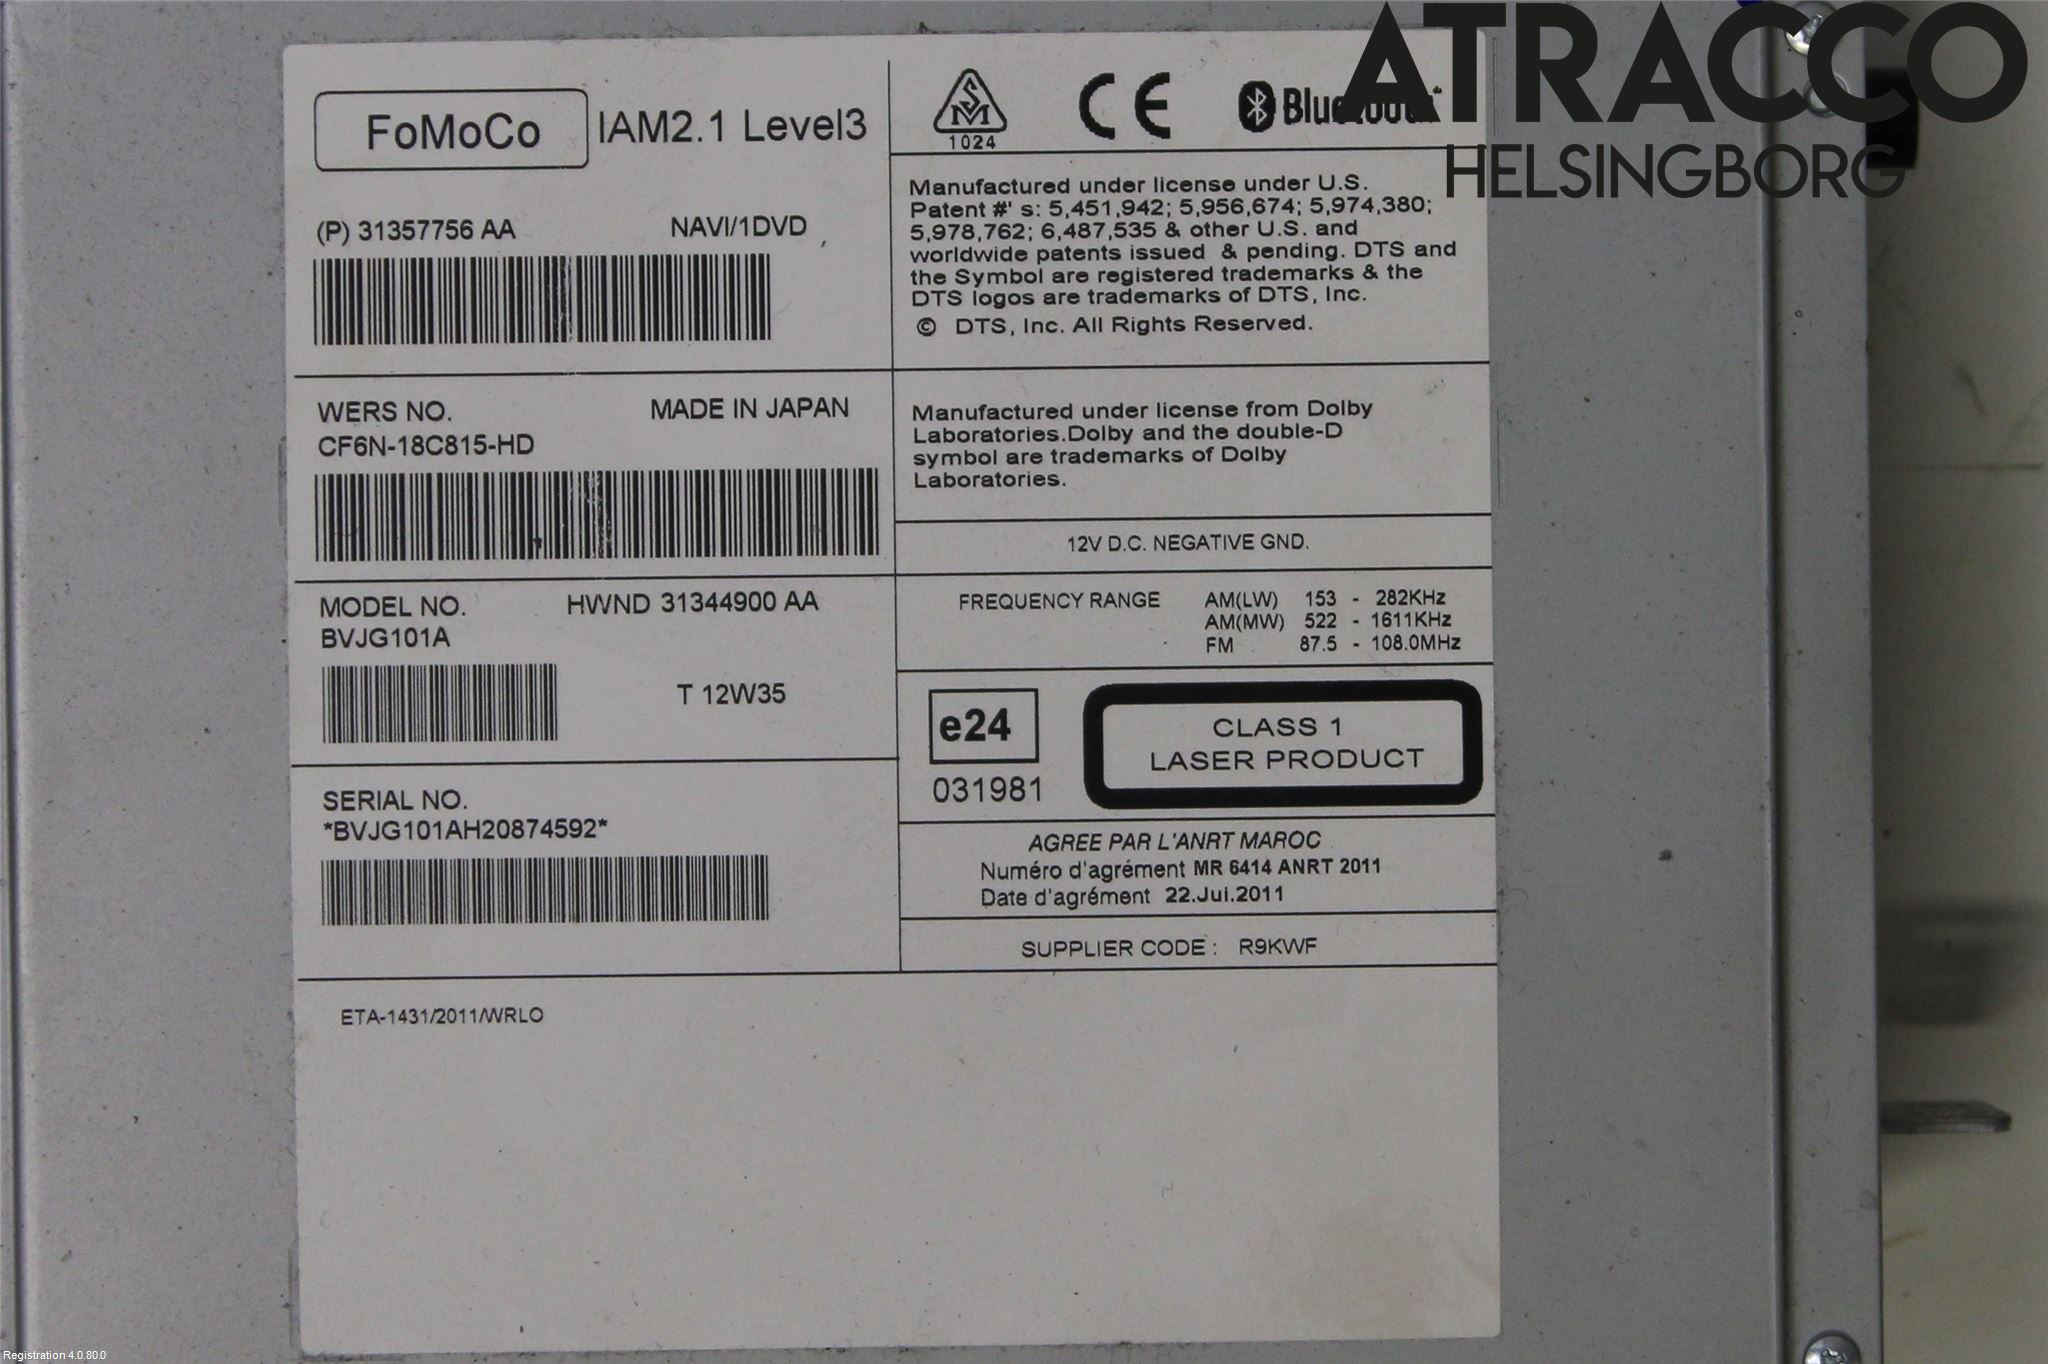 ATRACCO
HELSINGBORG
FoMoCo
IAM2.1 Level3
(P) 31357756 AA
NAVI/1DVD
WERS NO.
MADE IN JAPAN
CF6N-18C815-HD
MODEL NO.
HWND 31344900 AA
BVJG101A
T 12W35
SERIAL NO.
*BVJG101AH20874592*
ETA-1431/2011/WRLO
S
M
1024
CE
Bluetooth
Manufactured under license under U.S.
Patent #' s: 5,451,942; 5,956,674; 5,974,380;
5,978,762; 6,487,535 & other U.S. and
worldwide patents issued & pending. DTS and
the Symbol are registered trademarks & the
DTS logos are trademarks of DTS, Inc.
© DTS, Inc. All Rights Reserved.
Manufactured under license from Dolby
Laboratories.Dolby and the double-D
symbol are trademarks of Dolby
Laboratories.
12V D.C. NEGATIVE GND.
FREQUENCY RANGE AM(LW) 153 - 282KHz
AM(MW) 522 - 1611KHz
FM 87.5 - 108.0MHz
e24
031981
CLASS 1
LASER PRODUCT
AGREE PAR L'ANRT MAROC
Numéro d'agrément MR 6414 ANRT 2011
Date d'agrément 22.Jui.2011
SUPPLIER CODE : R9KWF
Registration 4.0.80.0